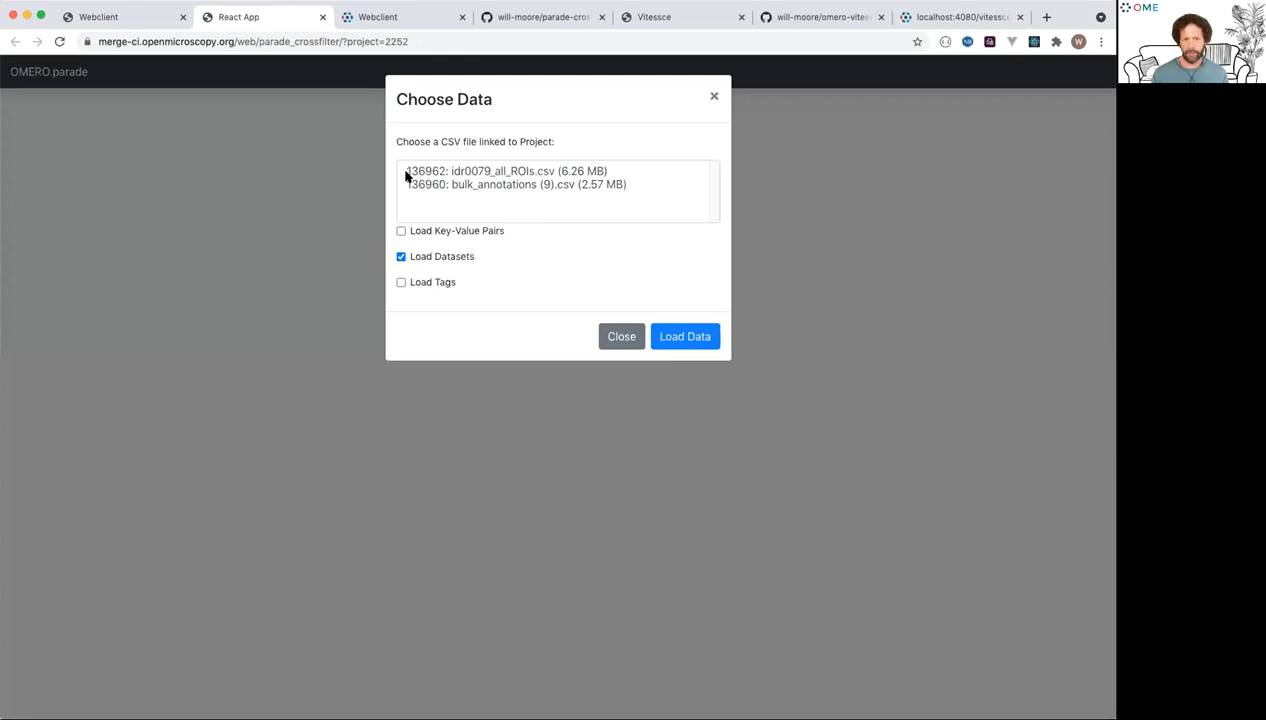 Webclient
React App
Webclient
will-moore/parade-cros
Vitessce
will-moore/omero-vites
localhost:4080/vitessc
OME
merge-ci.openmicroscopy.org/web/parade_crossfilter/?project=2252
W
OMERO.parade
Choose Data
Choose a CSV file linked to Project:
136962: idr0079_all_ROIs.csv (6.26 MB)
136960: bulk_annotations (9).csv (2.57 MB)
Load Key-Value Pairs
Load Datasets
Load Tags
Close
Load Data